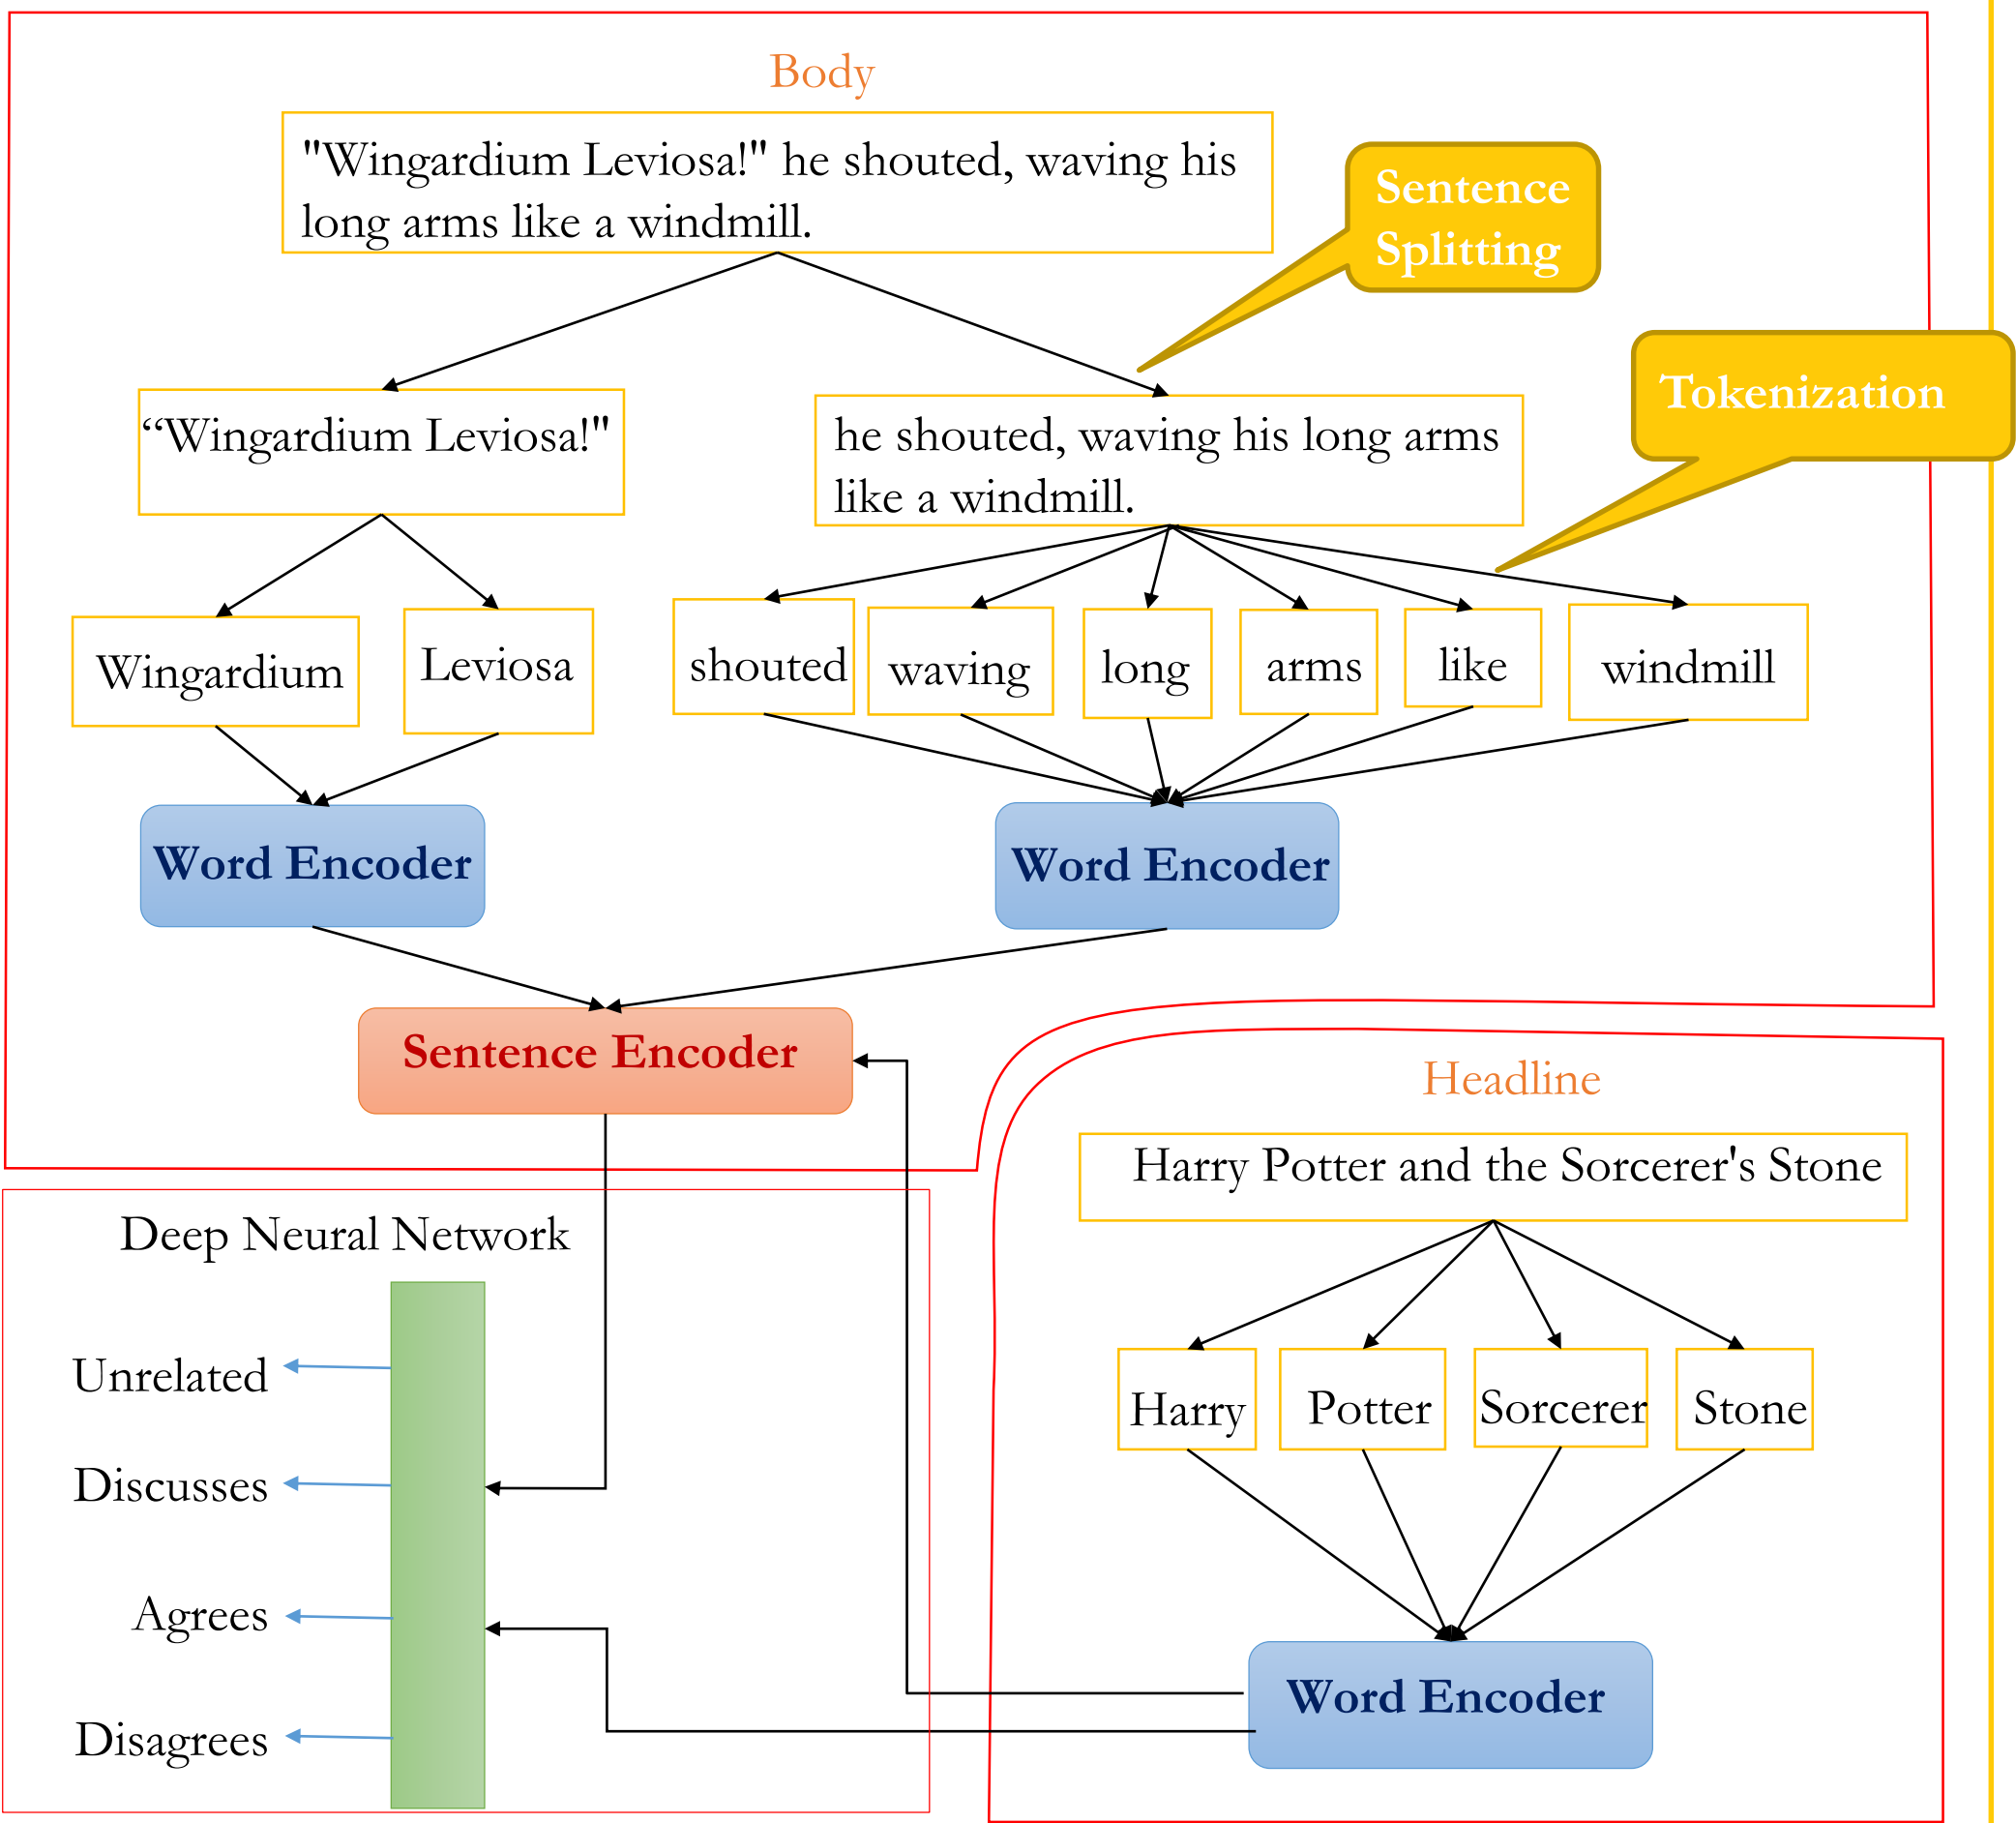 Body
"Wingardium Leviosa!" he shouted, waving his
long arms like a windmill.
Sentence
Splitting
Tokenization
“Wingardium Leviosa!"
he shouted, waving his long arms
like a windmill.
Wingardium
Leviosa
shouted
waving
long
arms
like
windmill
Word Encoder
Word Encoder
Sentence Encoder
Headline
Harry Potter and the Sorcerer's Stone
Harry
Potter
Sorcerer
Stone
Word Encoder
Deep Neural Network
Unrelated
Discusses
Agrees
Disagrees